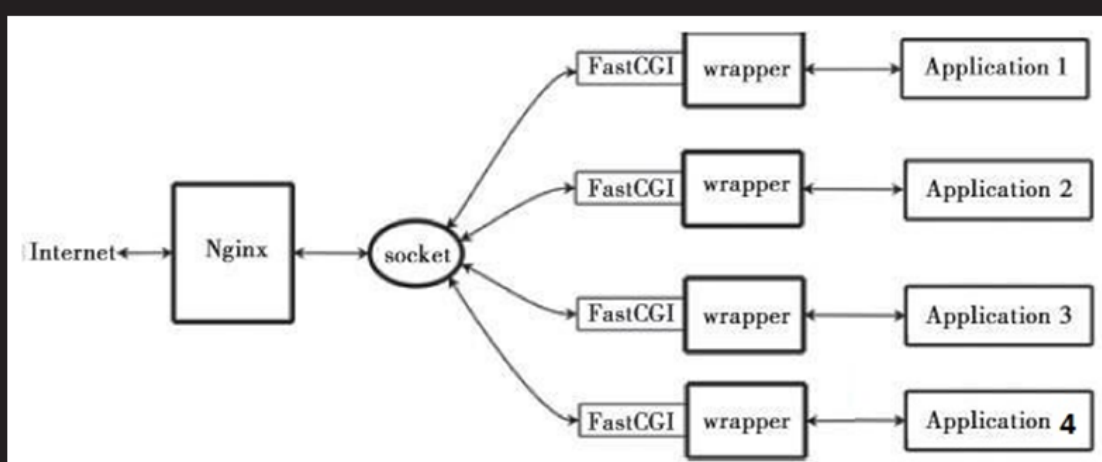 FastCGI wrapper Application 1
FastCGI wrapper Application 2
Internet Nginx socket
FastCGI wrapper Application 3
FastCGI wrapper Application 4